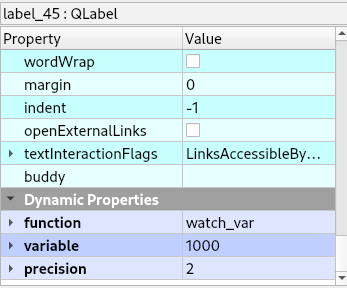 label_45 : QLabel
Property Value
wordWrap
margin 0
indent -1
openExternalLinks
textInteractionFlags LinksAccessibleBy...
buddy
Dynamic Properties
function watch_var
variable 1000
precision 2